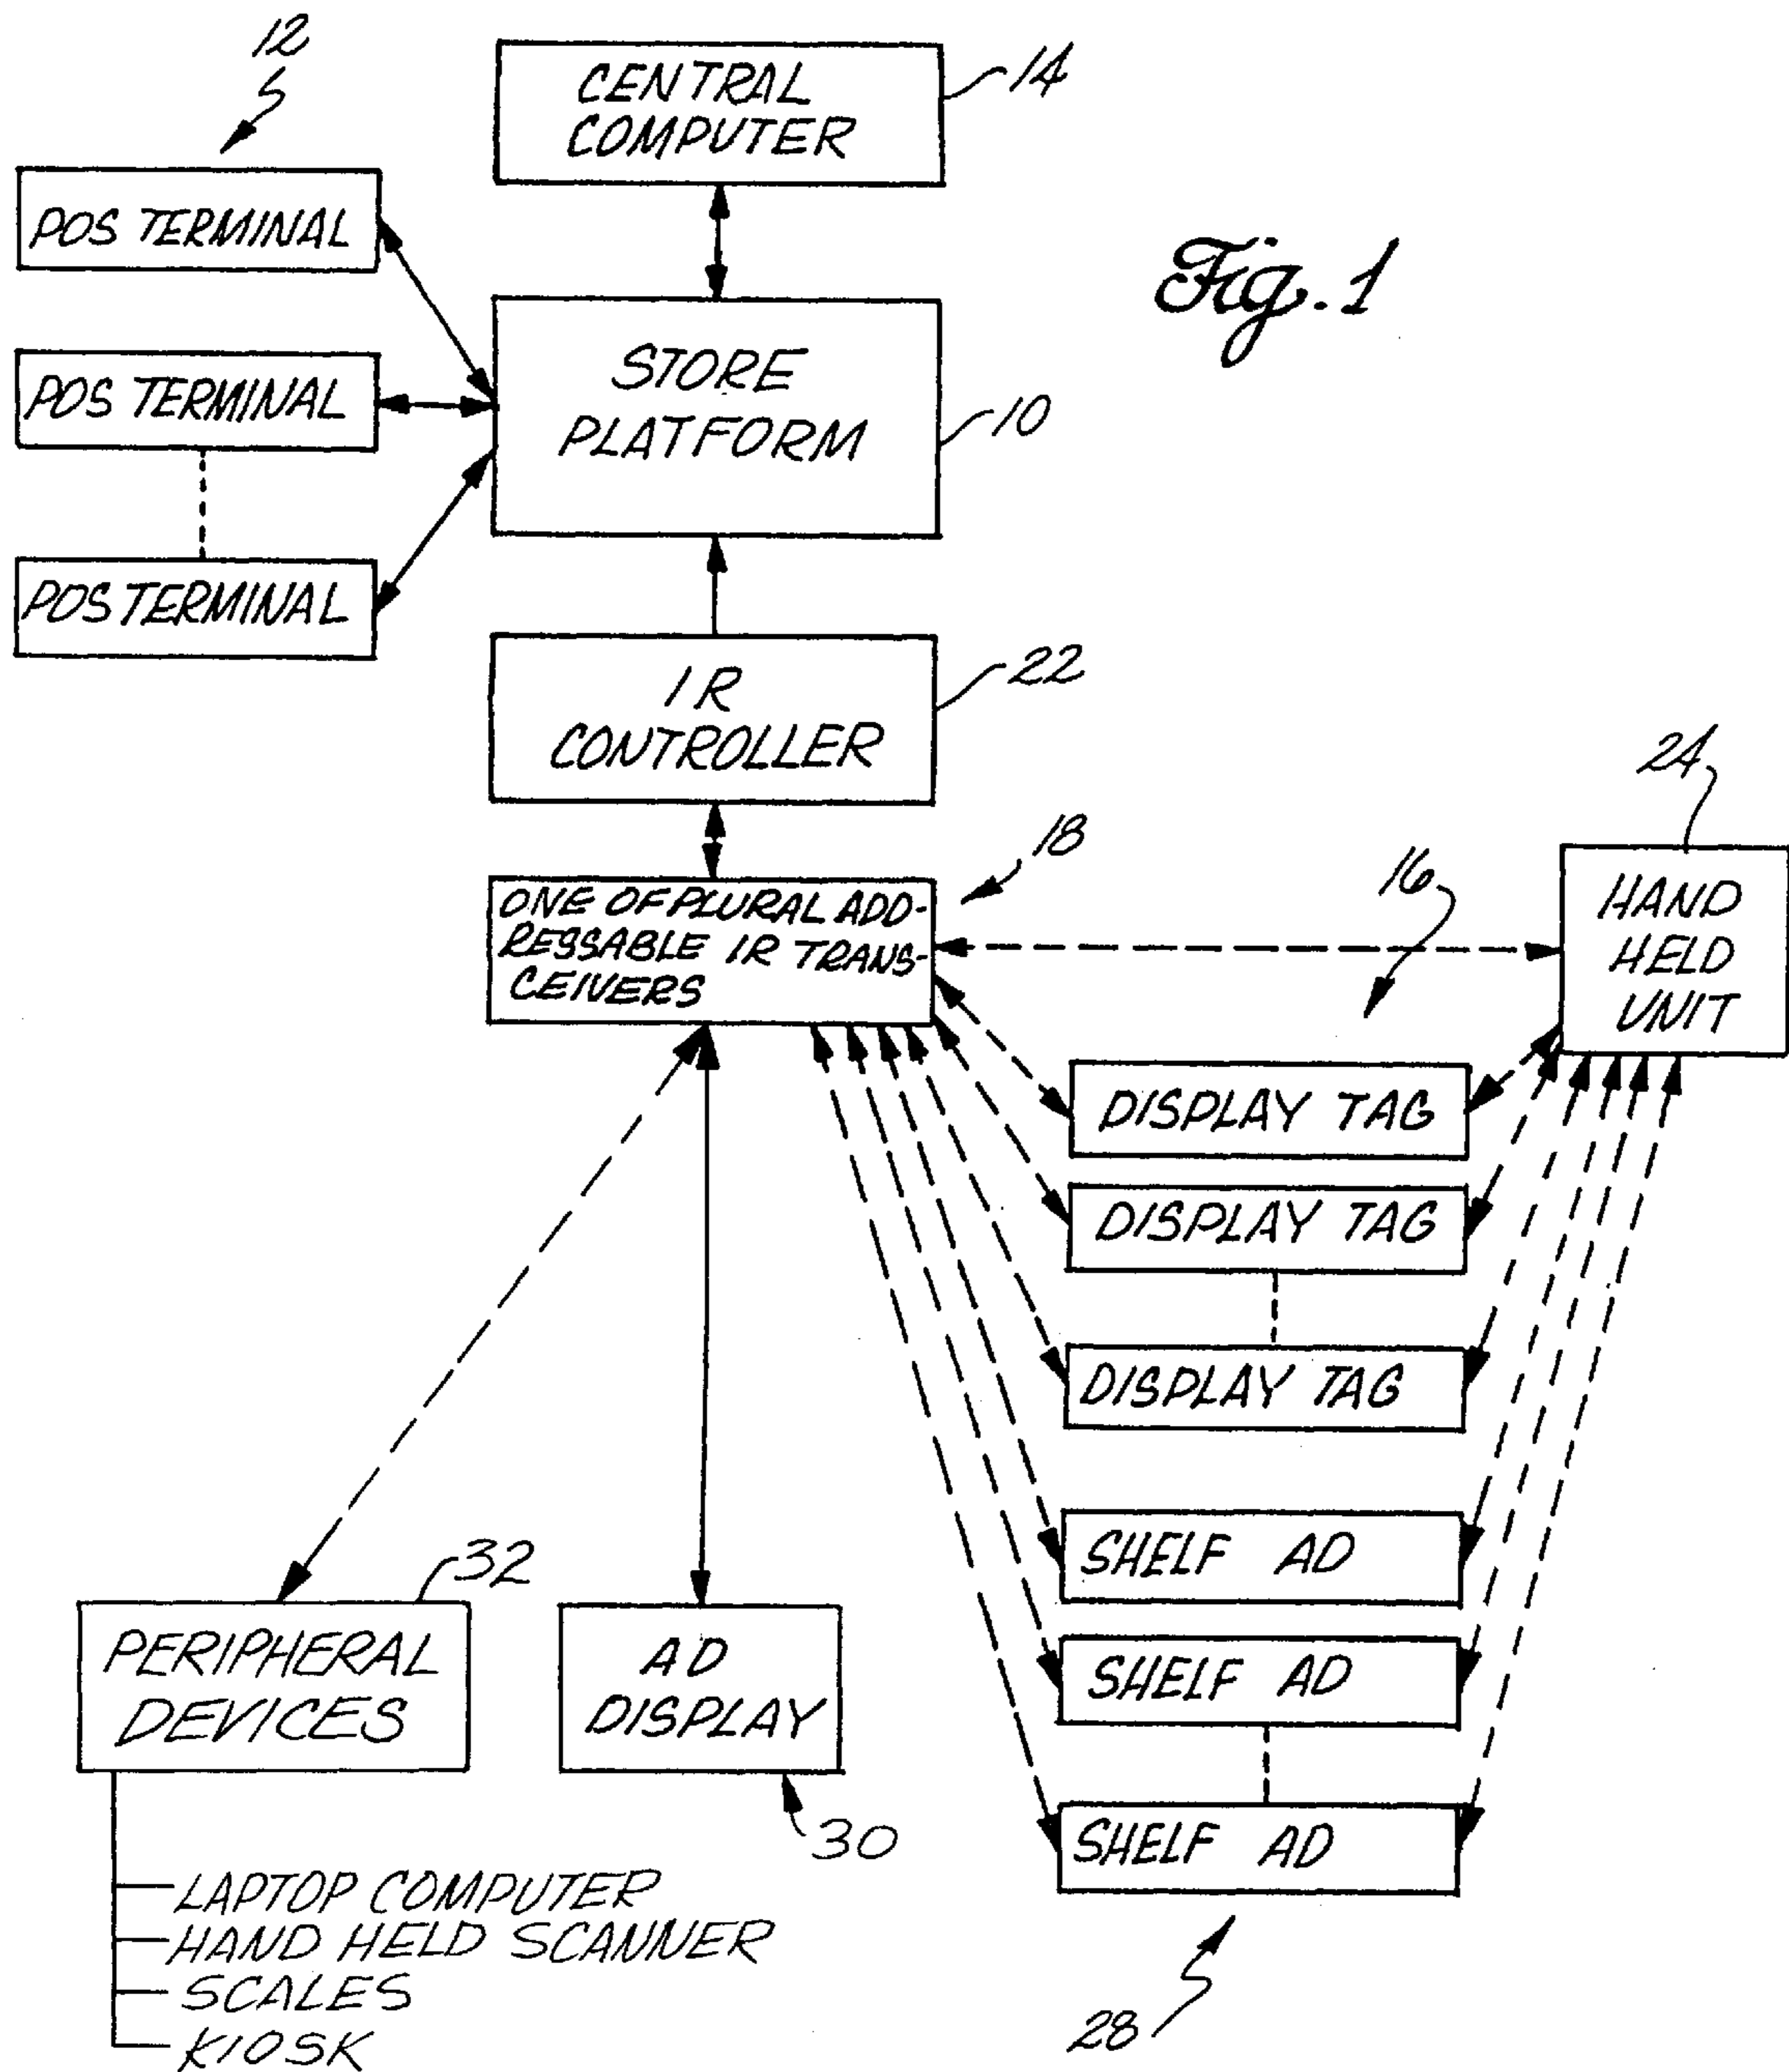 12
CENTRAL
COMPUTER
14
POS TERMINAL
Fig. 1
POS TERMINAL
STORE
PLATFORM
10
POS TERMINAL
IR
CONTROLLER
22
24
18
16
ONE OF PLURAL ADD-
RESSABLE IR TRANS-
CEIVERS
HAND
HELD
UNIT
DISPLAY TAG
DISPLAY TAG
DISPLAY TAG
SHELF AD
SHELF AD
SHELF AD
28
32
PERIPHERAL
DEVICES
AD
DISPLAY
30
LAPTOP COMPUTER
HAND HELD SCANNER
SCALES
KIOSK